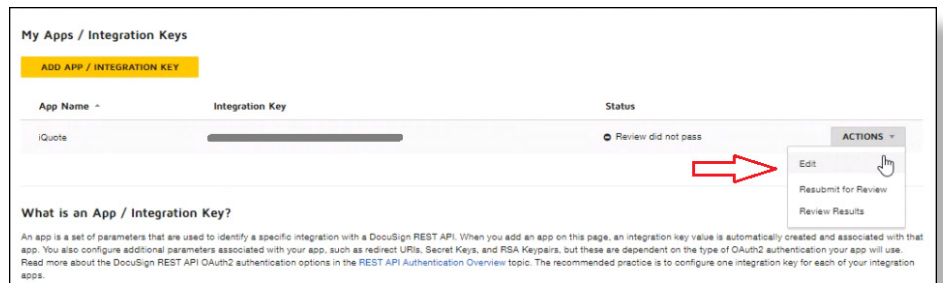 My Apps / Integration Keys
ADD APP / INTEGRATION KEY
App Name Integration Key Status
iQuote Review did not pass ACTIONS
Edit
Resubmit for Review
Review Results
What is an App / Integration Key?
An app is a set of parameters that are used to identify a specific integration with a DocuSign REST API. When you add an app on this page, an integration key value is automatically created and associated with that
app. You also configure additional parameters associated with your app, such as redirect URIs, Secret Keys, and RSA Keypairs, but these are dependent on the type of OAuth2 authentication your app will use.
Read more about the DocuSign REST API OAuth2 authentication options in the REST API Authentication Overview topic. The recommended practice is to configure one integration key for each of your integration
apps.